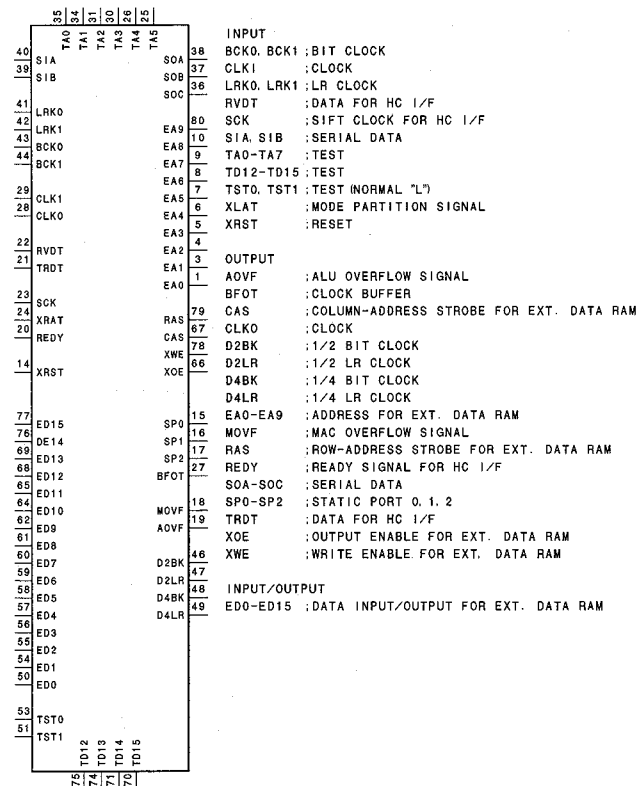 35 34 31 30 26 25
TA0 TA1 TA2 TA3 TA4 TA5
40 SIA
39 SIB
41 LRK0
42 LRK1
43 BCK0
44 BCK1
29 CLK1
28 CLKO
22 RVDT
21 TRDT
23 SCK
24 XRAT
20 REDY
14 XRST
77 ED15
76 DE14
69 ED13
68 ED12
65 ED11
64 ED10
62 ED9
61 ED8
60 ED7
59 ED6
58 ED5
57 ED4
56 ED3
55 ED2
54 ED1
50 ED0
53 TST0
51 TST1
SOA 38
SOB 37
SOC 36
EA9 80
EA8 10
EA7 9
EA6 8
EA5 7
EA4 6
EA3 5
EA2 4
EA1 3
EA0 1
RAS 79
CAS 67
XWE 78
XOE 66
SP0 15
SP1 16
SP2 17
BFOT 27
MOVF 18
AOVF 19
D2BK 46
D2LR 47
D4BK 48
D4LR 49
TD12 TD13 TD14 TD15
75 74 71 70
INPUT
BCK0, BCK1 ;BIT CLOCK
CLKI ;CLOCK
LRK0, LRK1 ;LR CLOCK
RVDT ;DATA FOR HC I/F
SCK ;SIFT CLOCK FOR HC I/F
SIA, SIB ;SERIAL DATA
TA0-TA7 ;TEST
TD12-TD15 ;TEST
TST0, TST1 ;TEST (NORMAL "L")
XLAT ;MODE PARTITION SIGNAL
XRST ;RESET
OUTPUT
AOVF ;ALU OVERFLOW SIGNAL
BFOT ;CLOCK BUFFER
CAS ;COLUMN-ADDRESS STROBE FOR EXT. DATA RAM
CLKO ;CLOCK
D2BK ;1/2 BIT CLOCK
D2LR ;1/2 LR CLOCK
D4BK ;1/4 BIT CLOCK
D4LR ;1/4 LR CLOCK
EA0-EA9 ;ADDRESS FOR EXT. DATA RAM
MOVF ;MAC OVERFLOW SIGNAL
RAS ;ROW-ADDRESS STROBE FOR EXT. DATA RAM
REDY ;READY SIGNAL FOR HC I/F
SOA-SOC ;SERIAL DATA
SP0-SP2 ;STATIC PORT 0, 1, 2
TRDT ;DATA FOR HC I/F
XOE ;OUTPUT ENABLE FOR EXT. DATA RAM
XWE ;WRITE ENABLE FOR EXT. DATA RAM
INPUT/OUTPUT
ED0-ED15 ;DATA INPUT/OUTPUT FOR EXT. DATA RAM